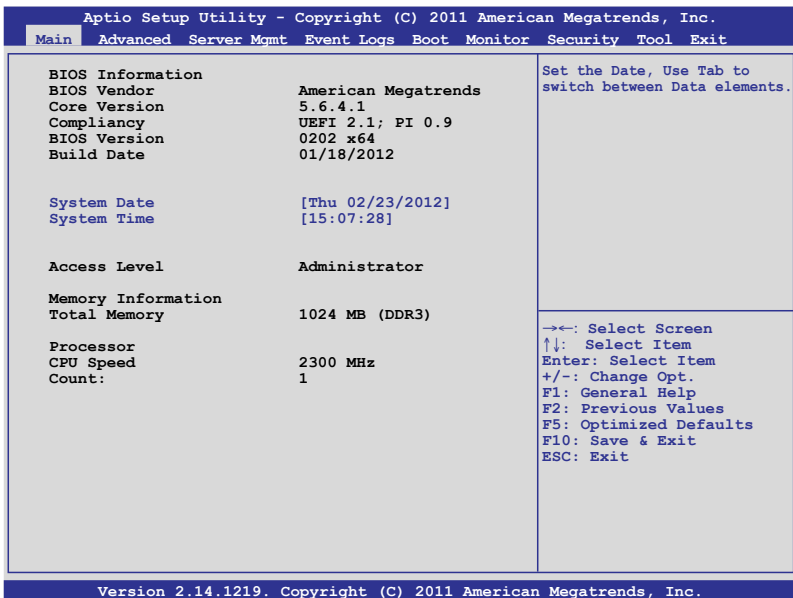 Aptio Setup Utility - Copyright (C) 2011 American Megatrends, Inc.
Main Advanced Server Mgmt Event Logs Boot Monitor Security Tool Exit
BIOS Information
BIOS Vendor American Megatrends
Core Version 5.6.4.1
Compliancy UEFI 2.1; PI 0.9
BIOS Version 0202 x64
Build Date 01/18/2012
System Date [Thu 02/23/2012]
System Time [15:07:28]
Access Level Administrator
Memory Information
Total Memory 1024 MB (DDR3)
Processor
CPU Speed 2300 MHz
Count: 1
Set the Date, Use Tab to
switch between Data elements.
→←: Select Screen
↑↓: Select Item
Enter: Select Item
+/-: Change Opt.
F1: General Help
F2: Previous Values
F5: Optimized Defaults
F10: Save & Exit
ESC: Exit
Version 2.14.1219. Copyright (C) 2011 American Megatrends, Inc.